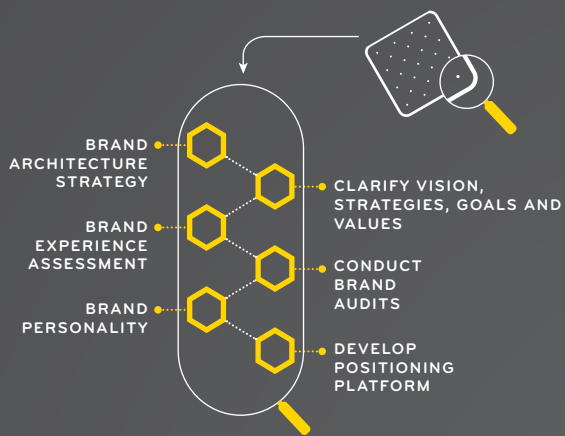 BRAND
ARCHITECTURE
STRATEGY
CLARIFY VISION,
STRATEGIES, GOALS AND
VALUES
BRAND
EXPERIENCE
ASSESSMENT
CONDUCT
BRAND
AUDITS
BRAND
PERSONALITY
DEVELOP
POSITIONING
PLATFORM